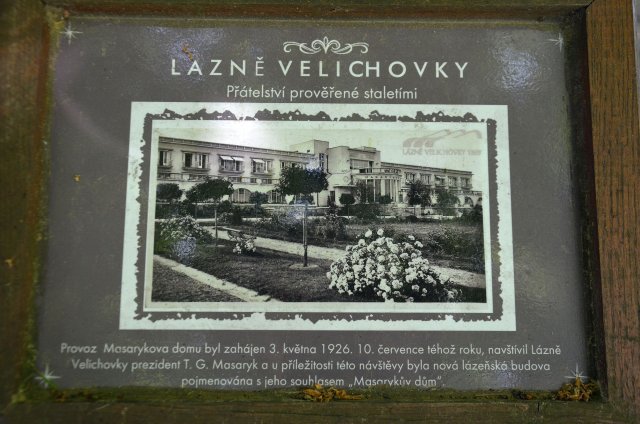 LÁZNĚ VELICHOVKY
Přátelství prověřené staletími
LÁZNĚ VELICHOVKY
Provoz Masarykova domu byl zahájen 3. května 1926. 10. července téhož roku, navštívil Lázně
Velichovky prezident T. G. Masaryk a u příležitosti této návštěvy byla nová lázeňská budova
pojmenována s jeho souhlasem „Masarykův dům“.